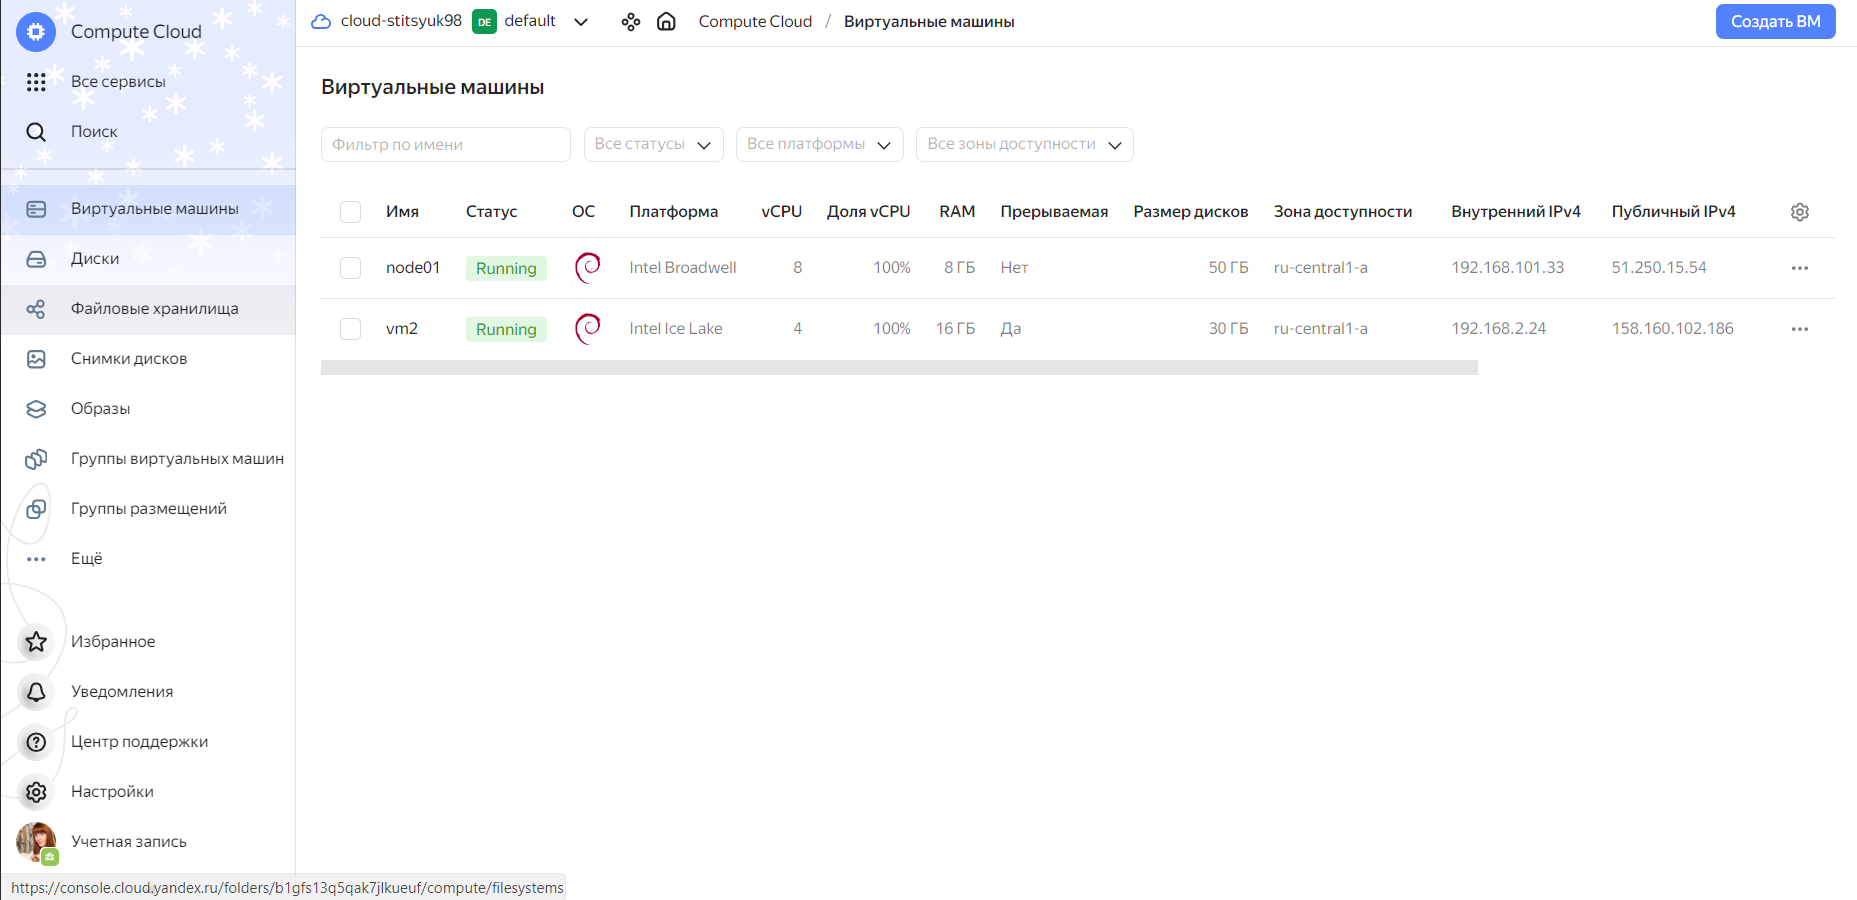 Compute Cloud
Все сервисы
Поиск
Виртуальные машины
Диски
Файловые хранилища
Снимки дисков
Образы
Группы виртуальных машин
Группы размещений
Ещё
Избранное
Уведомления
Центр поддержки
Настройки
Учетная запись
https://console.cloud.yandex.ru/folders/b1gfs13q5qak7jlkueuf/compute/filesystems
cloud-stitsyuk98 DE default Compute Cloud / Виртуальные машины Создать ВМ
Виртуальные машины
Фильтр по имени Все статусы Все платформы Все зоны доступности
Имя Статус ОС Платформа vCPU Доля vCPU RAM Прерываемая Размер дисков Зона доступности Внутренний IPv4 Публичный IPv4
node01 Running Intel Broadwell 8 100% 8 ГБ Нет 50 ГБ ru-central1-a 192.168.101.33 51.250.15.54
vm2 Running Intel Ice Lake 4 100% 16 ГБ Да 30 ГБ ru-central1-a 192.168.2.24 158.160.102.186